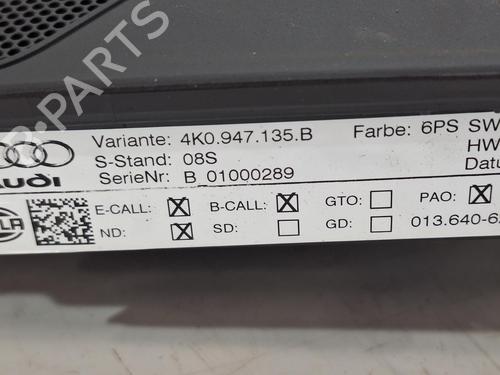 Variante: 4K0.947.135.B Farbe: 6PS SW
S-Stand: 08S HW
SerieNr: B 01000289 Datu
AUDI
E-CALL: B-CALL: GTO: PAO:
ND: SD: GD: 013.640-6